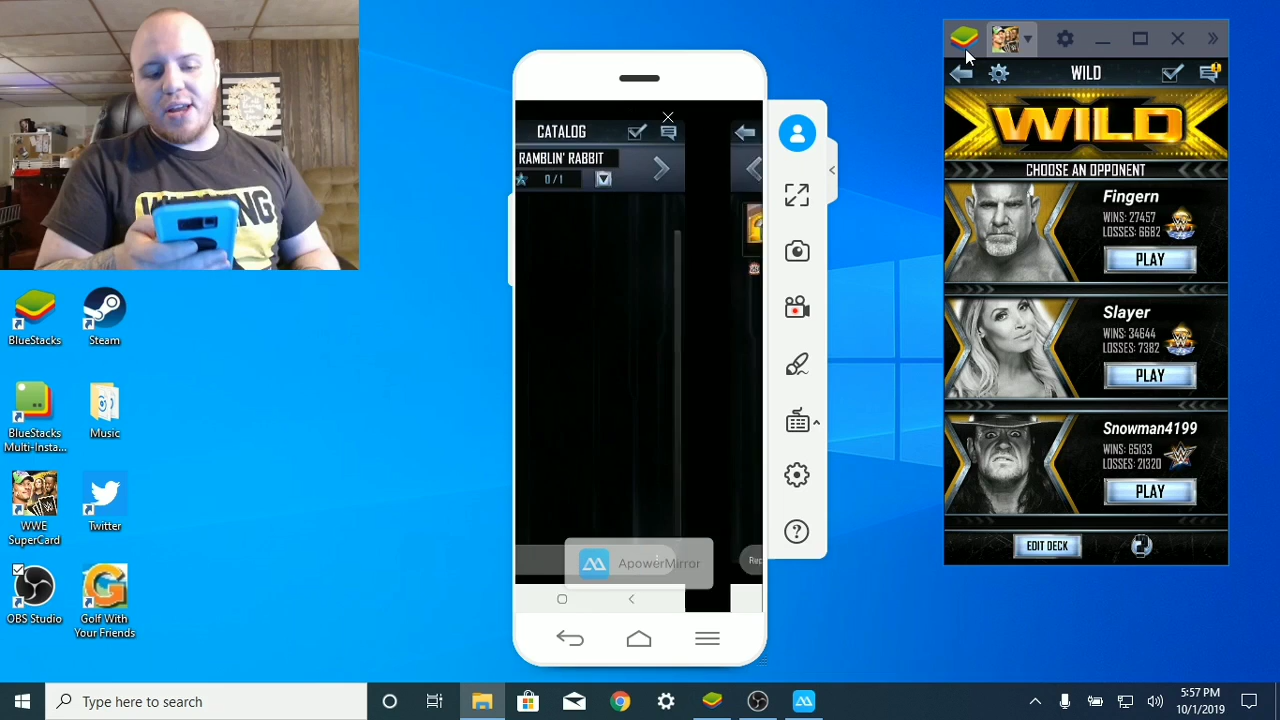 WARNING
BlueStacks
Steam
BlueStacks
Multi-Insta...
Music
WWE
SuperCard
Twitter
OBS Studio
Golf With
Your Friends
CATALOG
RAMBLIN' RABBIT
0/1
ApowerMirror
WILD
WILD
CHOOSE AN OPPONENT
Fingern
WINS: 27457
LOSSES: 6682
PLAY
Slayer
WINS: 34644
LOSSES: 7382
PLAY
Snowman4199
WINS: 65133
LOSSES: 21320
PLAY
EDIT DECK
Type here to search
5:57 PM
10/1/2019